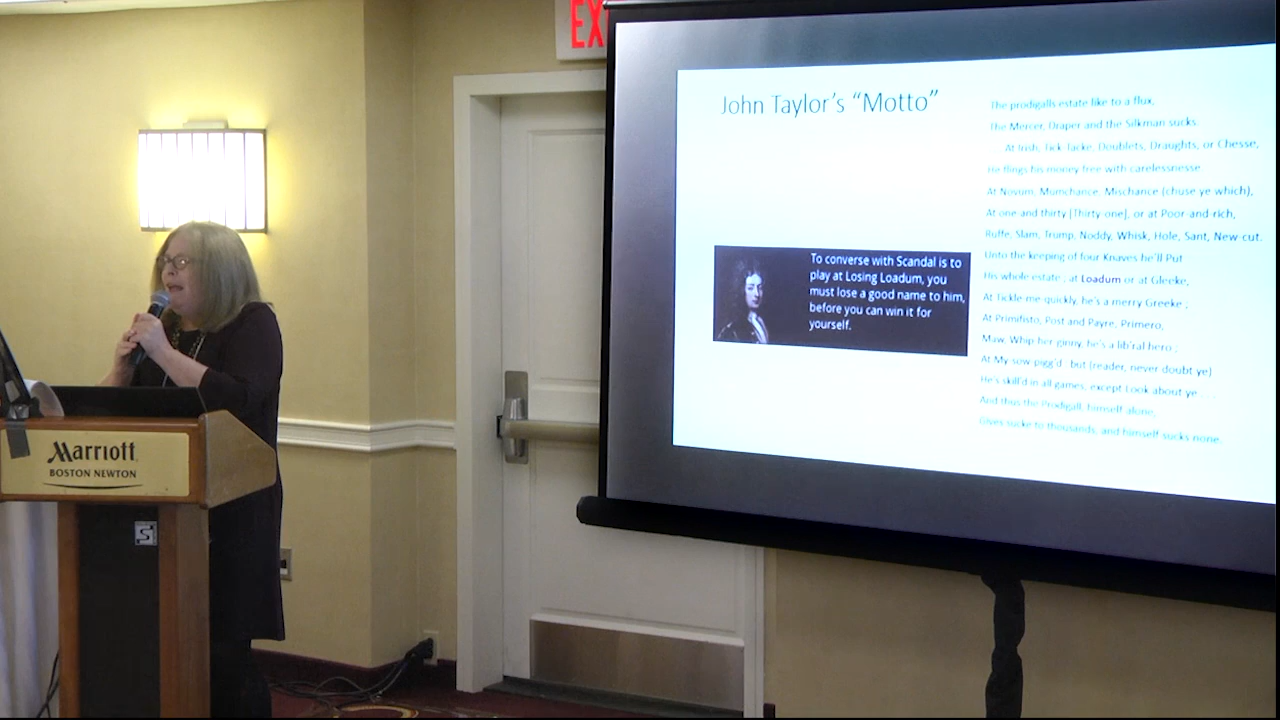 EX
John Taylor's "Motto"
The prodigalls estate like to a flux,
The Mercer, Draper and the Silkman sucks:
At Irish, Tick-Tacke, Doublets, Draughts, or Chesse,
He flings his money free with carelessnesse
At Novum, Mumchance, Mischance (chuse ye which),
At one-and thirty [Thirty-one], or at Poor-and-rich,
Ruffe, Slam, Trump, Noddy, Whisk, Hole, Sant, New-cut.
Unto the keeping of four Knaves he'll Put
His whole estate ; at Loadum or at Gleeke,
At Tickle-me quickly, he's a merry Greeke ;
At Primifisto, Post and Payre, Primero,
Maw, Whip-her-ginny, he's a lib'ral hero ;
At My-sow-pigg'd : but (reader, never doubt ye)
He's skill'd in all games, except Look about ye . . . .
And thus the Prodigall, himself alone,
Gives sucke to thousands, and himself sucks none.
To converse with Scandal is to
play at Losing Loadum, you
must lose a good name to him,
before you can win it for
yourself.
Marriott
BOSTON NEWTON